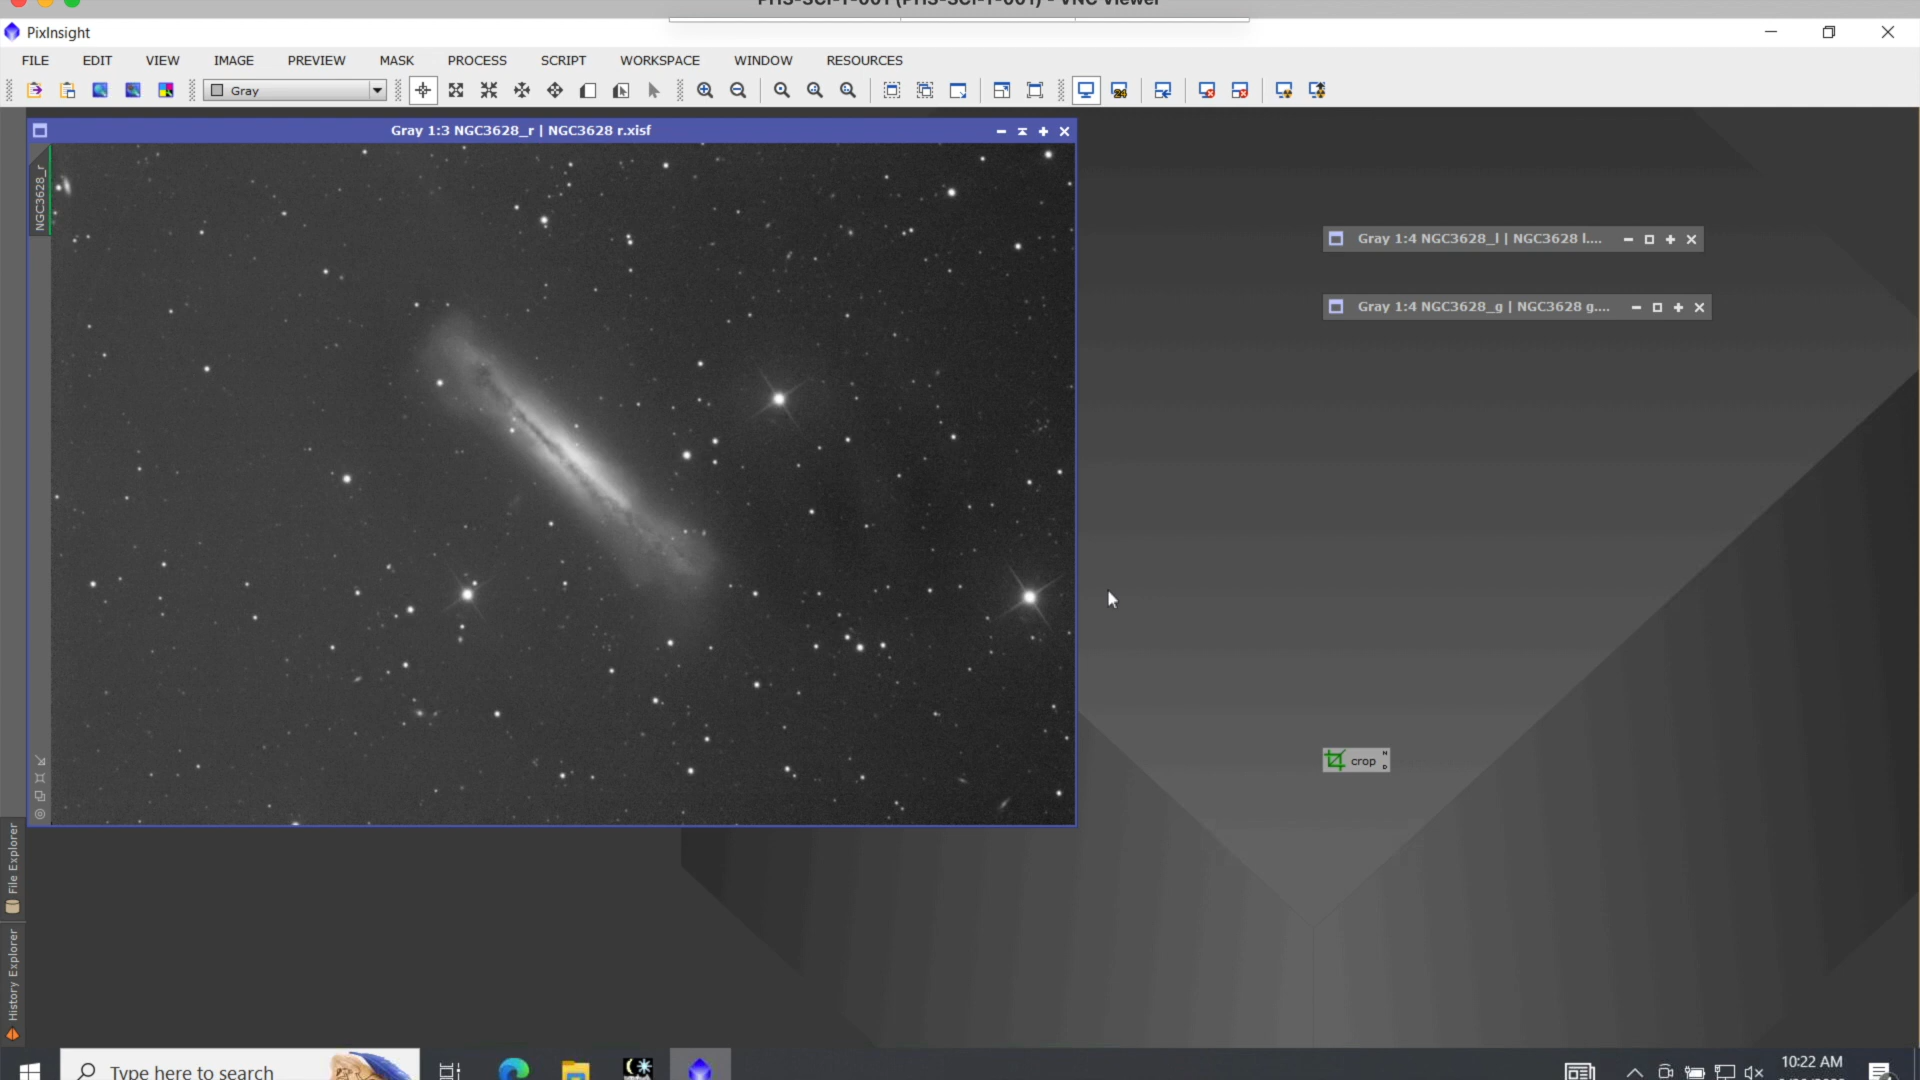 PixInsight
FILE EDIT VIEW IMAGE PREVIEW MASK PROCESS SCRIPT WORKSPACE WINDOW RESOURCES
Gray
24
Gray 1:3 NGC3628_r | NGC3628 r.xisf
NGC3628_r
Gray 1:4 NGC3628_l | NGC3628 l....
Gray 1:4 NGC3628_g | NGC3628 g....
crop N D
File Explorer
History Explorer
Type here to search
10:22 AM